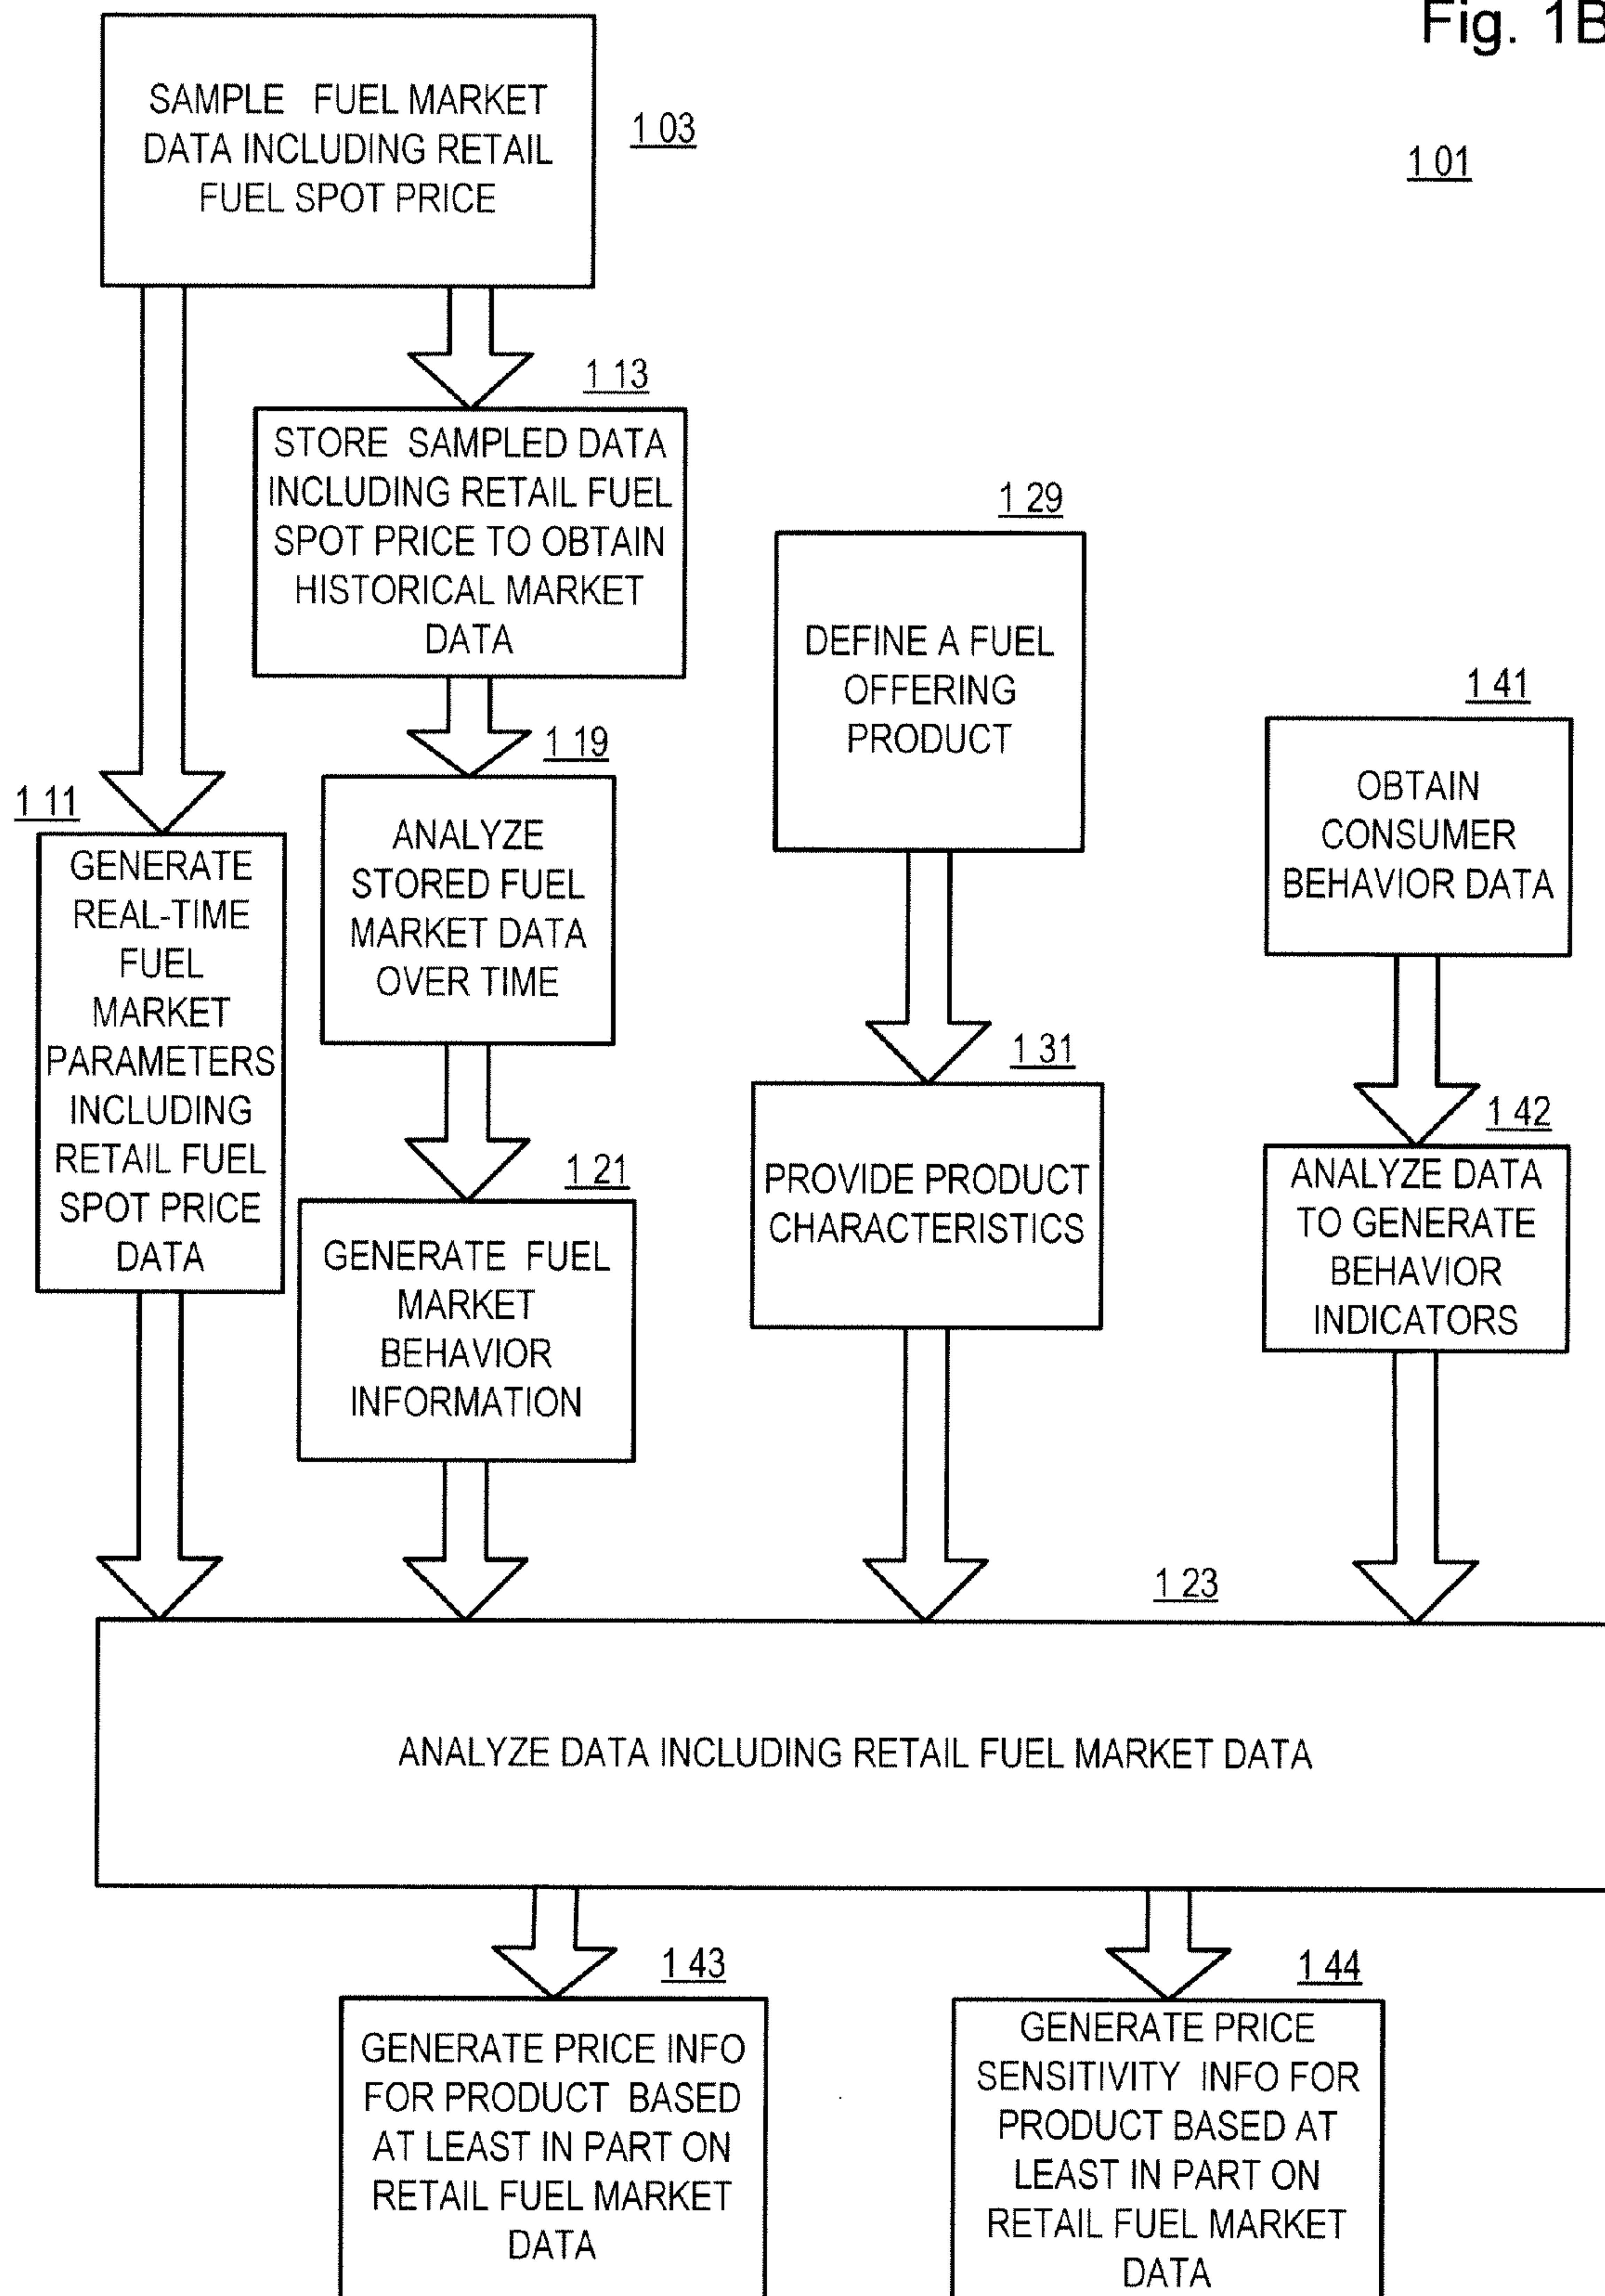 Fig. 1B
SAMPLE FUEL MARKET
DATA INCLUDING RETAIL
FUEL SPOT PRICE
1 03
1 01
1 13
STORE SAMPLED DATA
INCLUDING RETAIL FUEL
SPOT PRICE TO OBTAIN
HISTORICAL MARKET
DATA
1 29
DEFINE A FUEL
OFFERING
PRODUCT
1 41
OBTAIN
CONSUMER
BEHAVIOR DATA
1 19
ANALYZE
STORED FUEL
MARKET DATA
OVER TIME
1 11
GENERATE
REAL-TIME
FUEL
MARKET
PARAMETERS
INCLUDING
RETAIL FUEL
SPOT PRICE
DATA
1 21
GENERATE FUEL
MARKET
BEHAVIOR
INFORMATION
1 31
PROVIDE PRODUCT
CHARACTERISTICS
1 42
ANALYZE DATA
TO GENERATE
BEHAVIOR
INDICATORS
1 23
ANALYZE DATA INCLUDING RETAIL FUEL MARKET DATA
1 43
GENERATE PRICE INFO
FOR PRODUCT BASED
AT LEAST IN PART ON
RETAIL FUEL MARKET
DATA
1 44
GENERATE PRICE
SENSITIVITY INFO FOR
PRODUCT BASED AT
LEAST IN PART ON
RETAIL FUEL MARKET
DATA